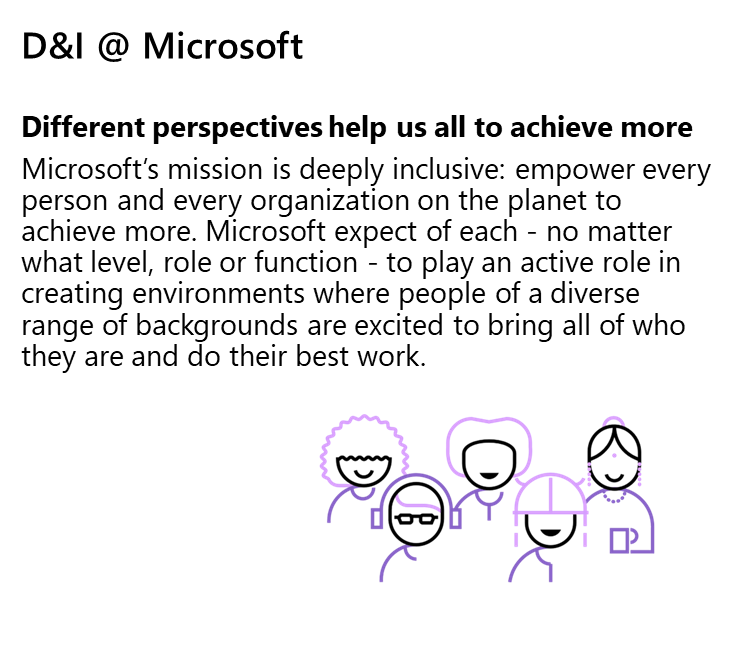 D&I @ Microsoft
Different perspectives help us all to achieve more
Microsoft‘s mission is deeply inclusive: empower every
person and every organization on the planet to
achieve more. Microsoft expect of each - no matter
what level, role or function - to play an active role in
creating environments where people of a diverse
range of backgrounds are excited to bring all of who
they are and do their best work.